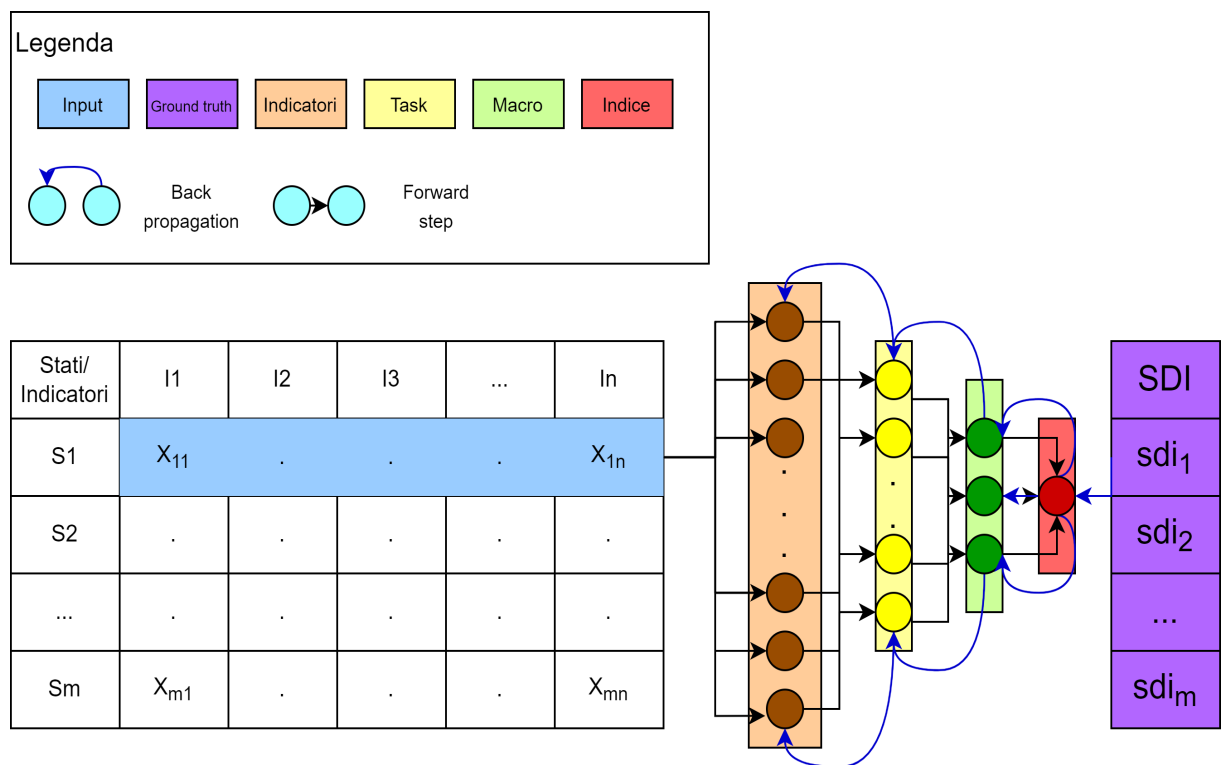 Legenda
Input Ground truth Indicatori Task Macro Indice
Back
propagation
Forward
step
Stati/
Indicatori I1 I2 I3 ... In
S1 X11 . . . X1n
S2 . . . . .
... . . . . .
Sm Xm1 . . . Xmn
.
.
.
.
.
SDI
sdi1
sdi2
...
sdim